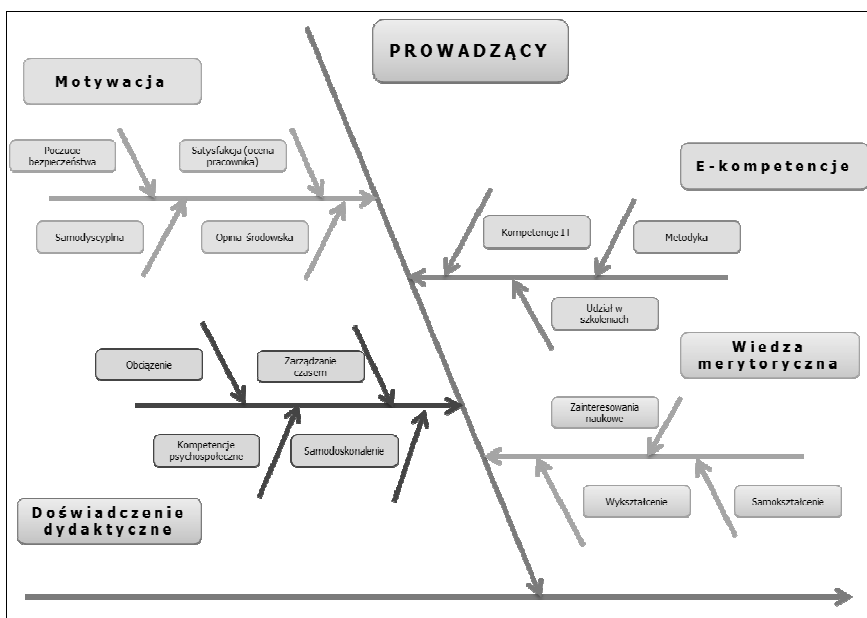 PROWADZĄCY
Motywacja
Poczucie
bezpieczeństwa
Satysfakcja (ocena
pracownika)
Samodyscyplna
Opinia środowiska
E-kompetencje
Kompetencje IT
Metodyka
Udział w
szkoleniach
Obciążenie
Zarządzanie
czasem
Kompetencje
psychospołeczne
Samodoskonalenie
Doświadczenie
dydaktyczne
Wiedza
merytoryczna
Zainteresowania
naukowe
Wykształcenie
Samokształcenie